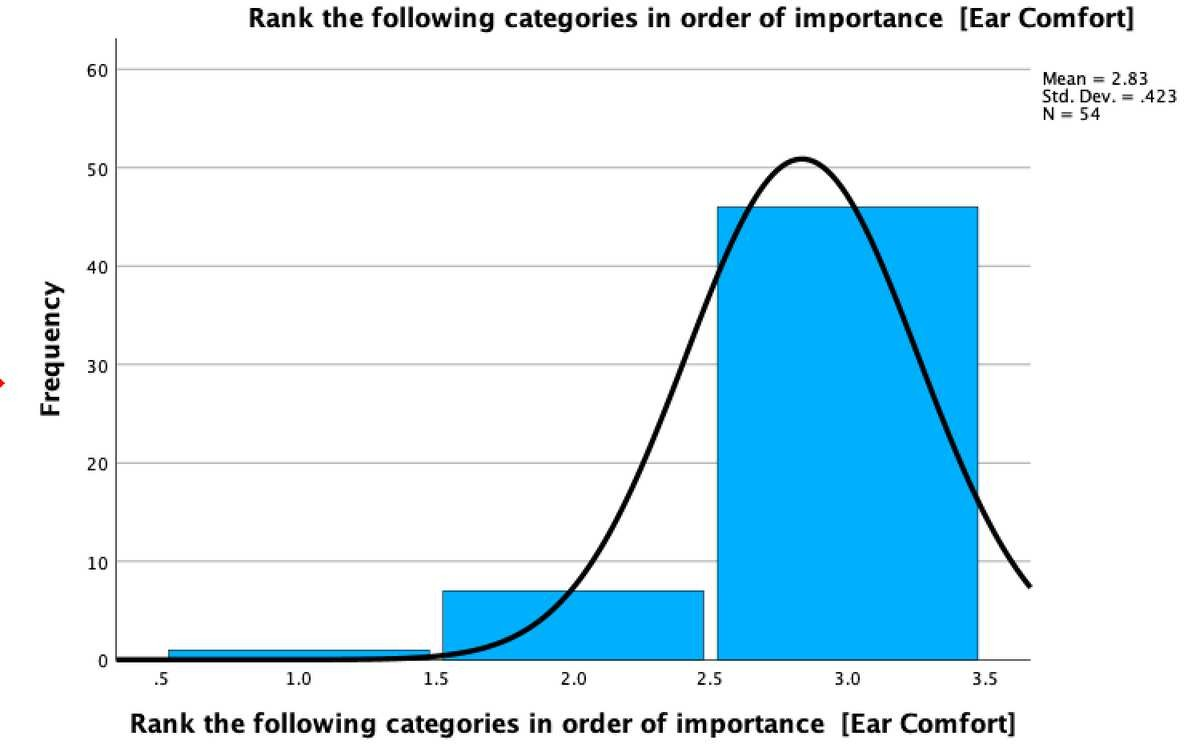 Rank the following categories in order of importance [Ear Comfort]
Mean = 2.83
Std. Dev. = .423
N = 54
60
50
40
30
20
10
0
Frequency
.5 1.0 1.5 2.0 2.5 3.0 3.5
Rank the following categories in order of importance [Ear Comfort]